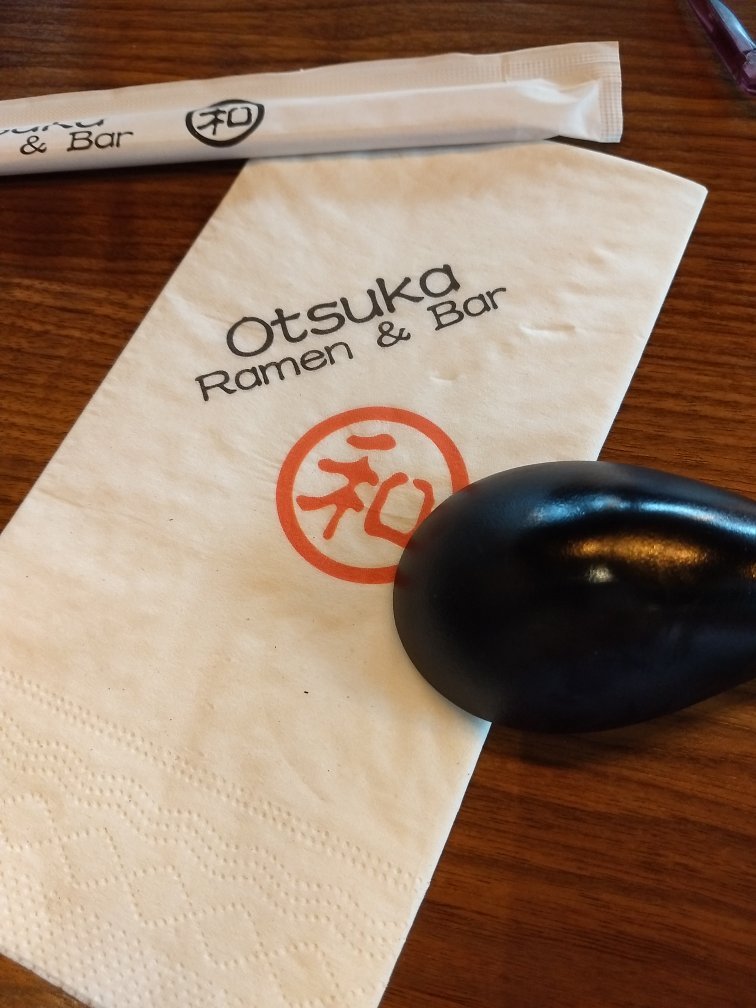 & Bar
和
Otsuka
Ramen & Bar
和